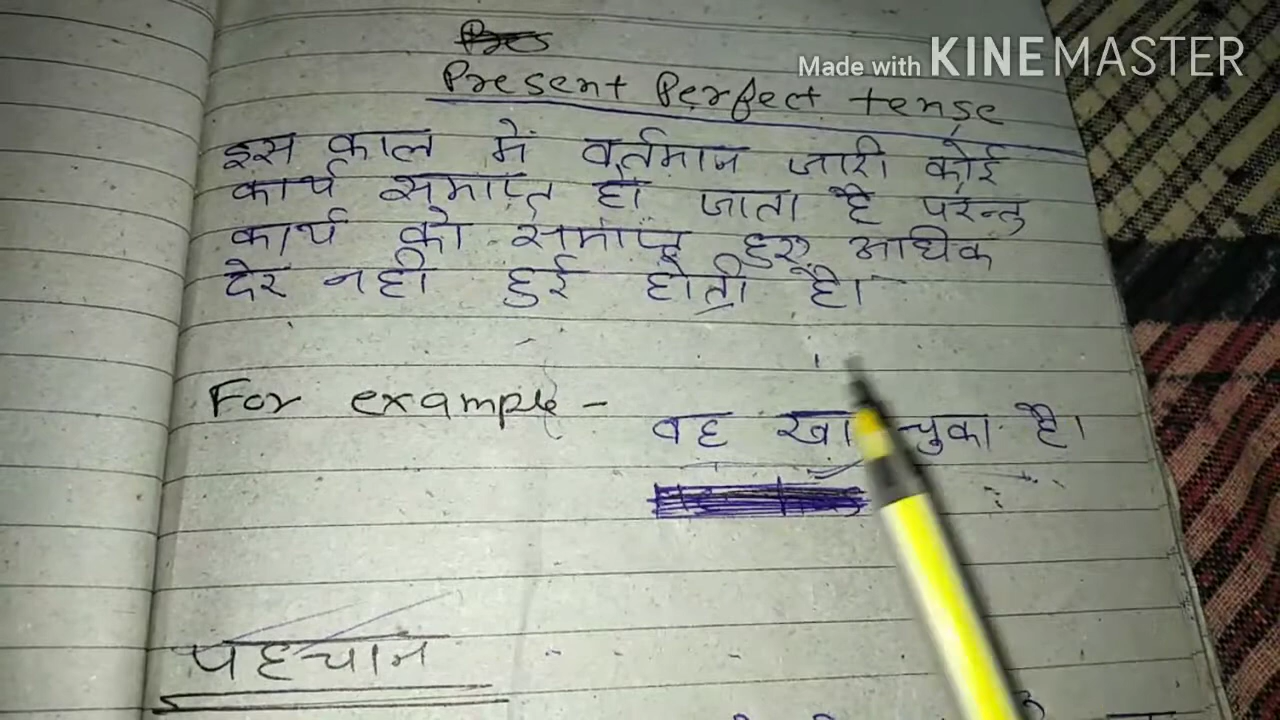 Made with KINEMASTER
Present Perfect tense
इस काल में वर्तमान जारी कोई
कार्य समाप्त हो जाता है परन्तु
कार्य को समाप्त हुए अधिक
देर नहीं हुई होती है।
For example -
वह खा चुका है।
पहचान